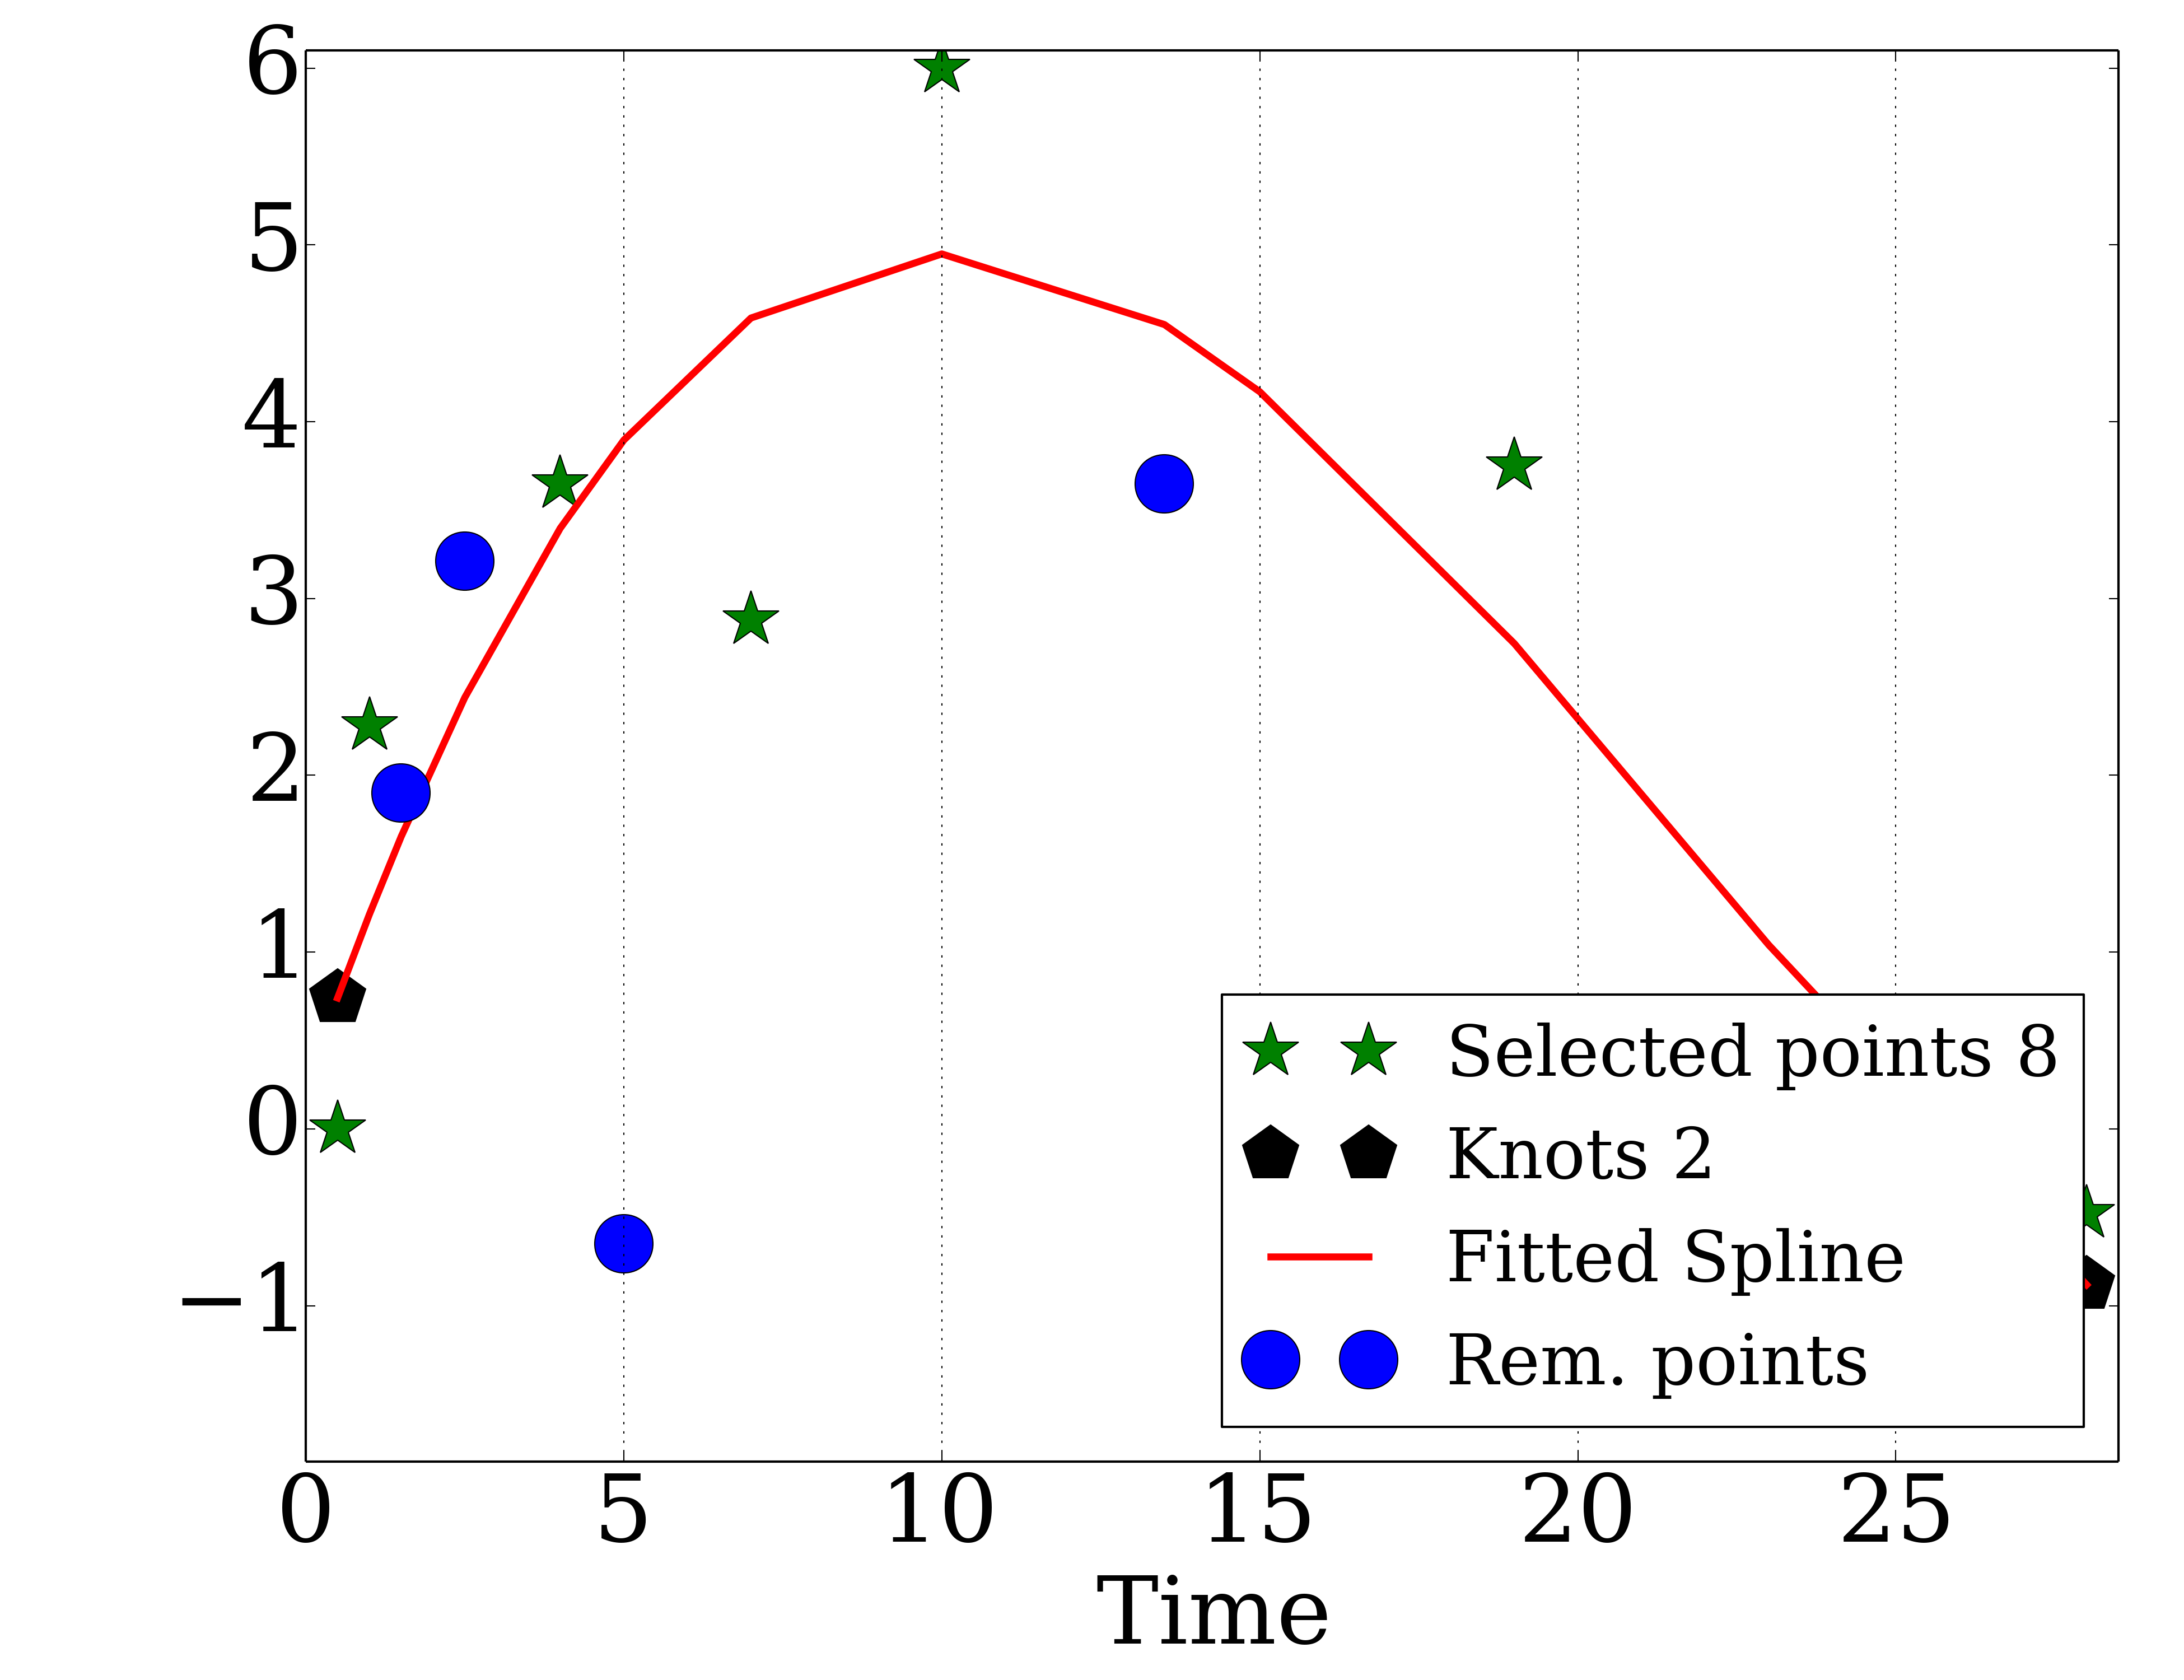 6
5
4
3
2
1
0
−1
Selected points 8
Knots 2
Fitted Spline
Rem. points
0 5 10 15 20 25
Time